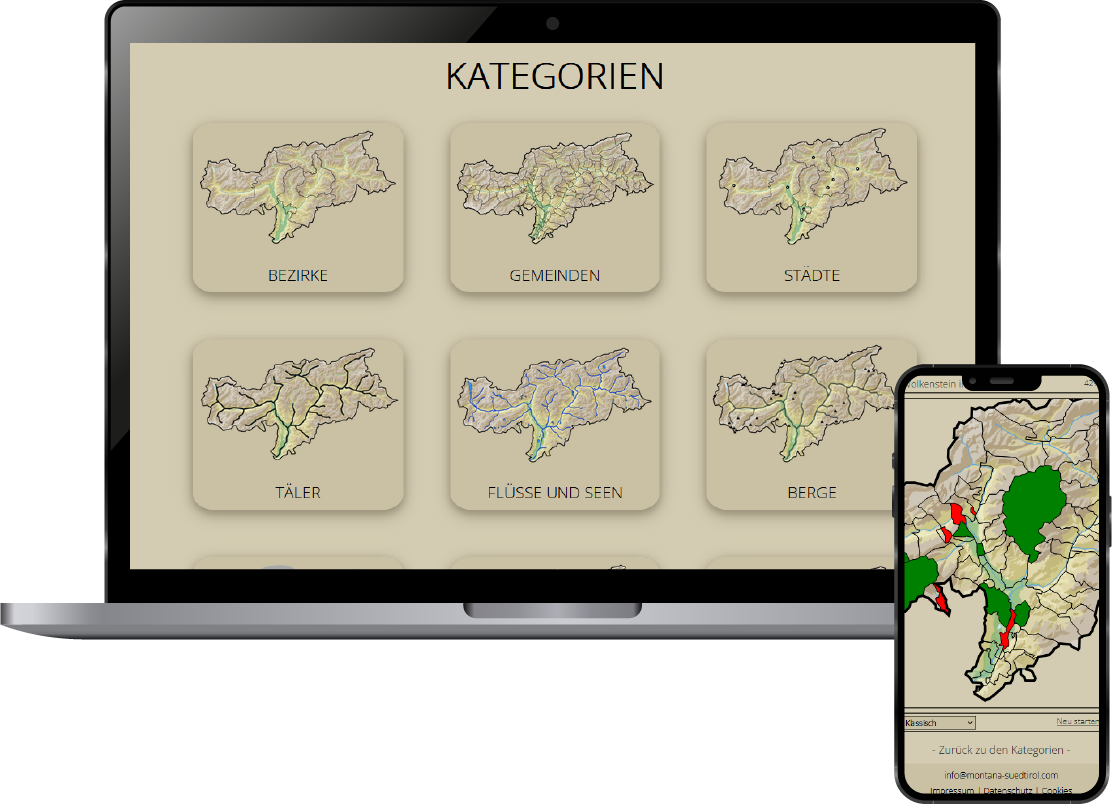 KATEGORIEN
BEZIRKE
GEMEINDEN
STÄDTE
TÄLER
FLÜSSE UND SEEN
BERGE
olkenstein i
42
Klassisch
Neu starten
- Zurück zu den Kategorien -
info@montana-suedtirol.com
Impressum | Datenschutz | Cookies